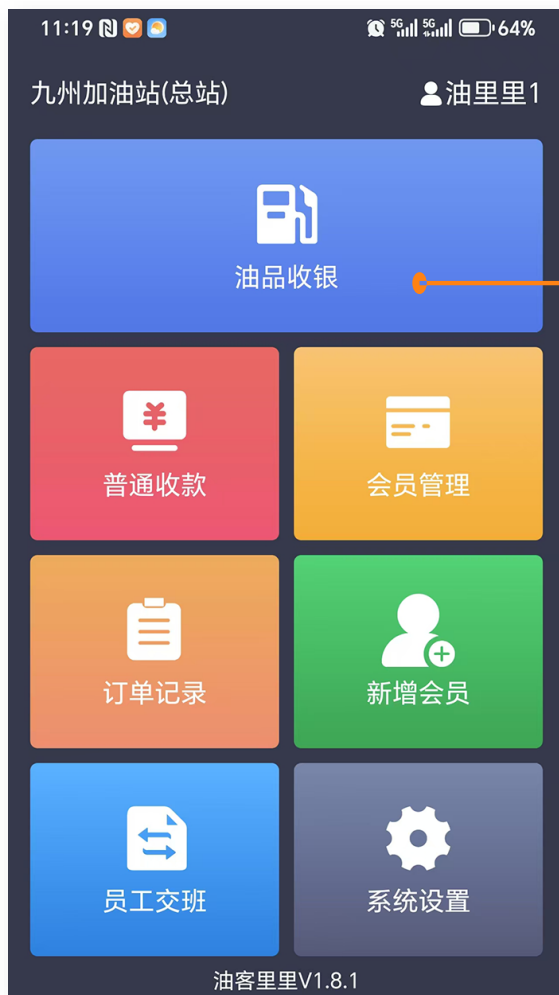 11:19 5G 5G 64%
九州加油站(总站) 油里里1
油品收银
¥
普通收款 会员管理
订单记录 新增会员
员工交班 系统设置
油客里里V1.8.1